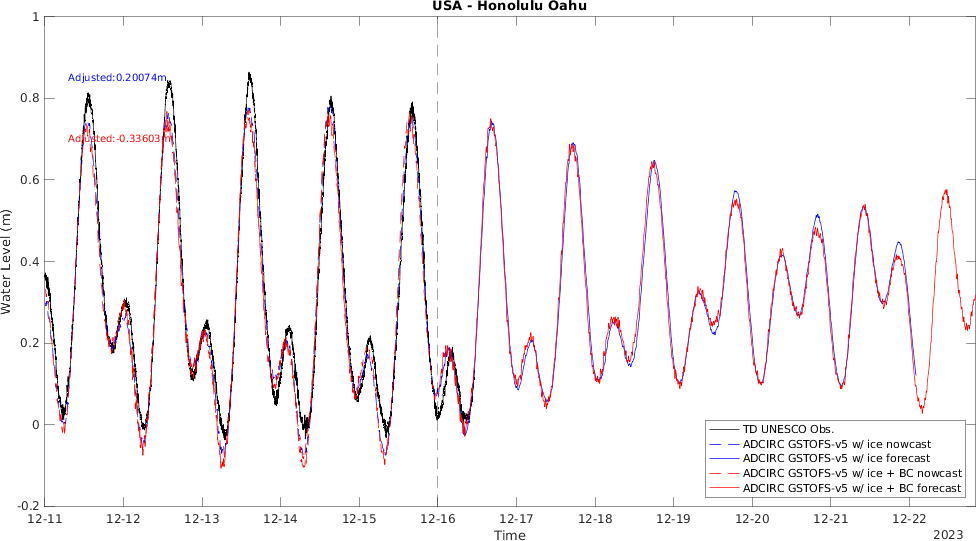 USA - Honolulu Oahu
1
0.8
0.6
0.4
0.2
0
-0.2
Water Level (m)
Adjusted:0.20074m
Adjusted:-0.33603m
TD UNESCO Obs.
ADCIRC GSTOFS-v5 w/ ice nowcast
ADCIRC GSTOFS-v5 w/ ice forecast
ADCIRC GSTOFS-v5 w/ ice + BC nowcast
ADCIRC GSTOFS-v5 w/ ice + BC forecast
12-11 12-12 12-13 12-14 12-15 12-16 12-17 12-18 12-19 12-20 12-21 12-22
Time
2023